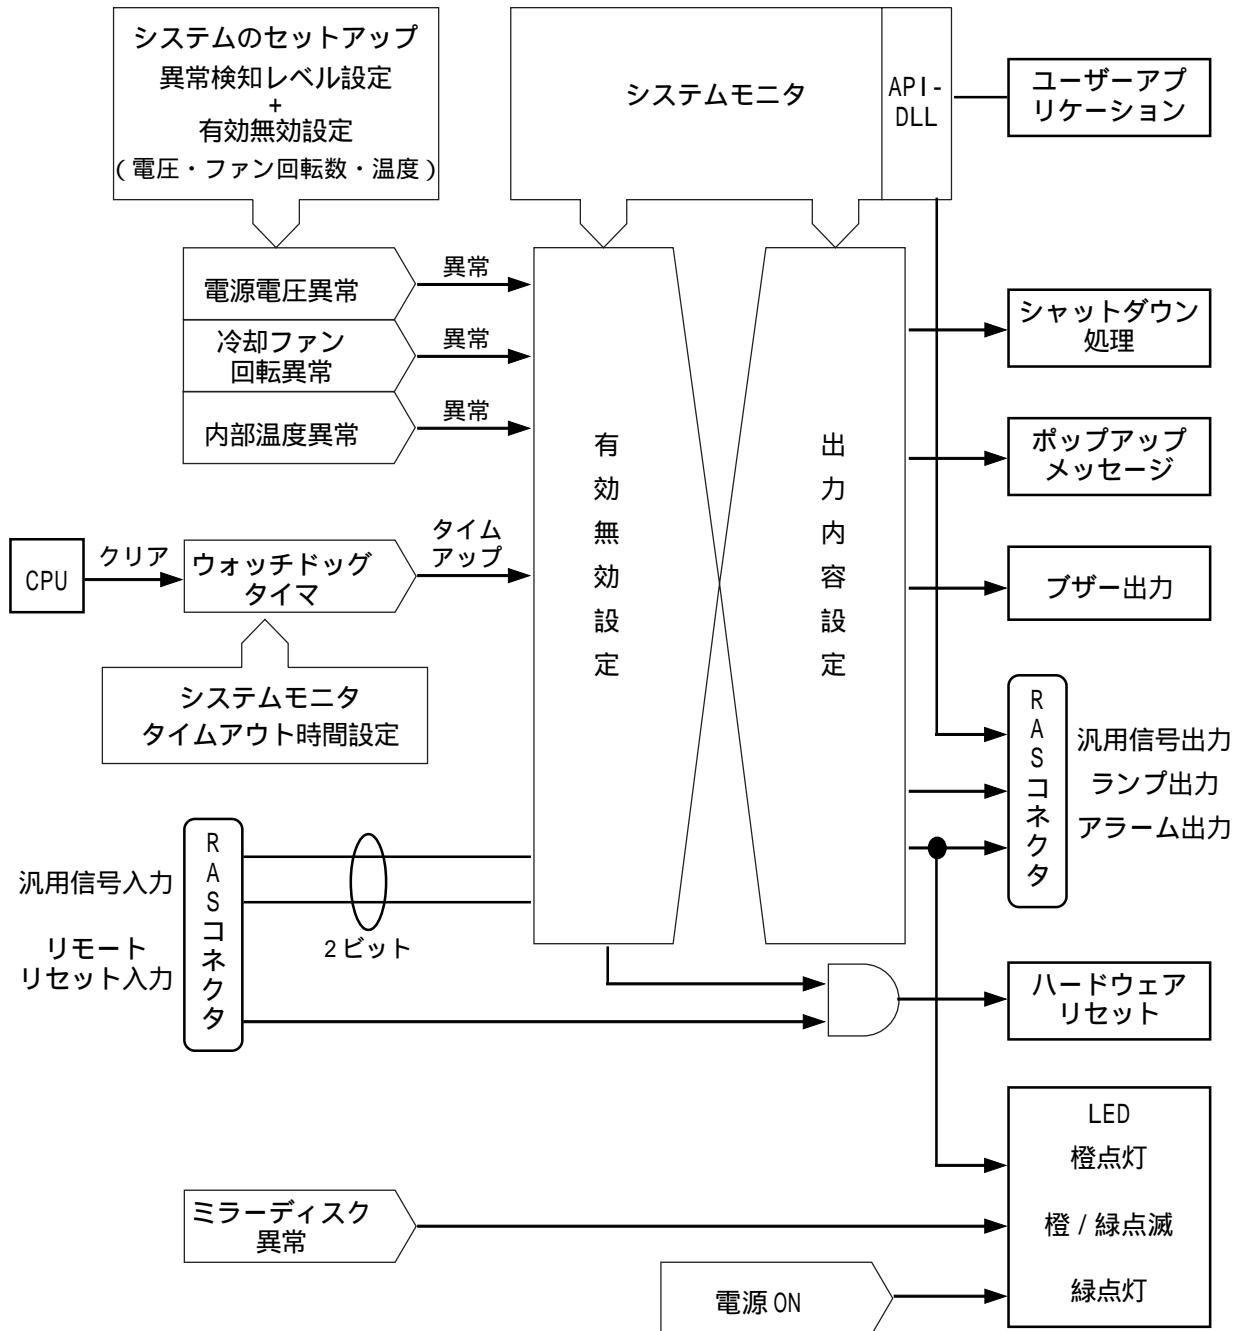 システムのセットアップ
異常検知レベル設定
+
有効無効設定
(電圧・ファン回転数・温度)
システムモニタ
API-
DLL
ユーザーアプ
リケーション
電源電圧異常
異常
冷却ファン
回転異常
異常
内部温度異常
異常
シャットダウン
処理
ポップアップ
メッセージ
有効無効設定
出力内容設定
CPU
クリア
ウォッチドッグ
タイマ
タイム
アップ
ブザー出力
システムモニタ
タイムアウト時間設定
RASコネクタ
汎用信号出力
ランプ出力
アラーム出力
汎用信号入力
リモート
リセット入力
RASコネクタ
2ビット
ハードウェア
リセット
LED
橙点灯
橙/緑点滅
緑点灯
ミラーディスク
異常
電源ON